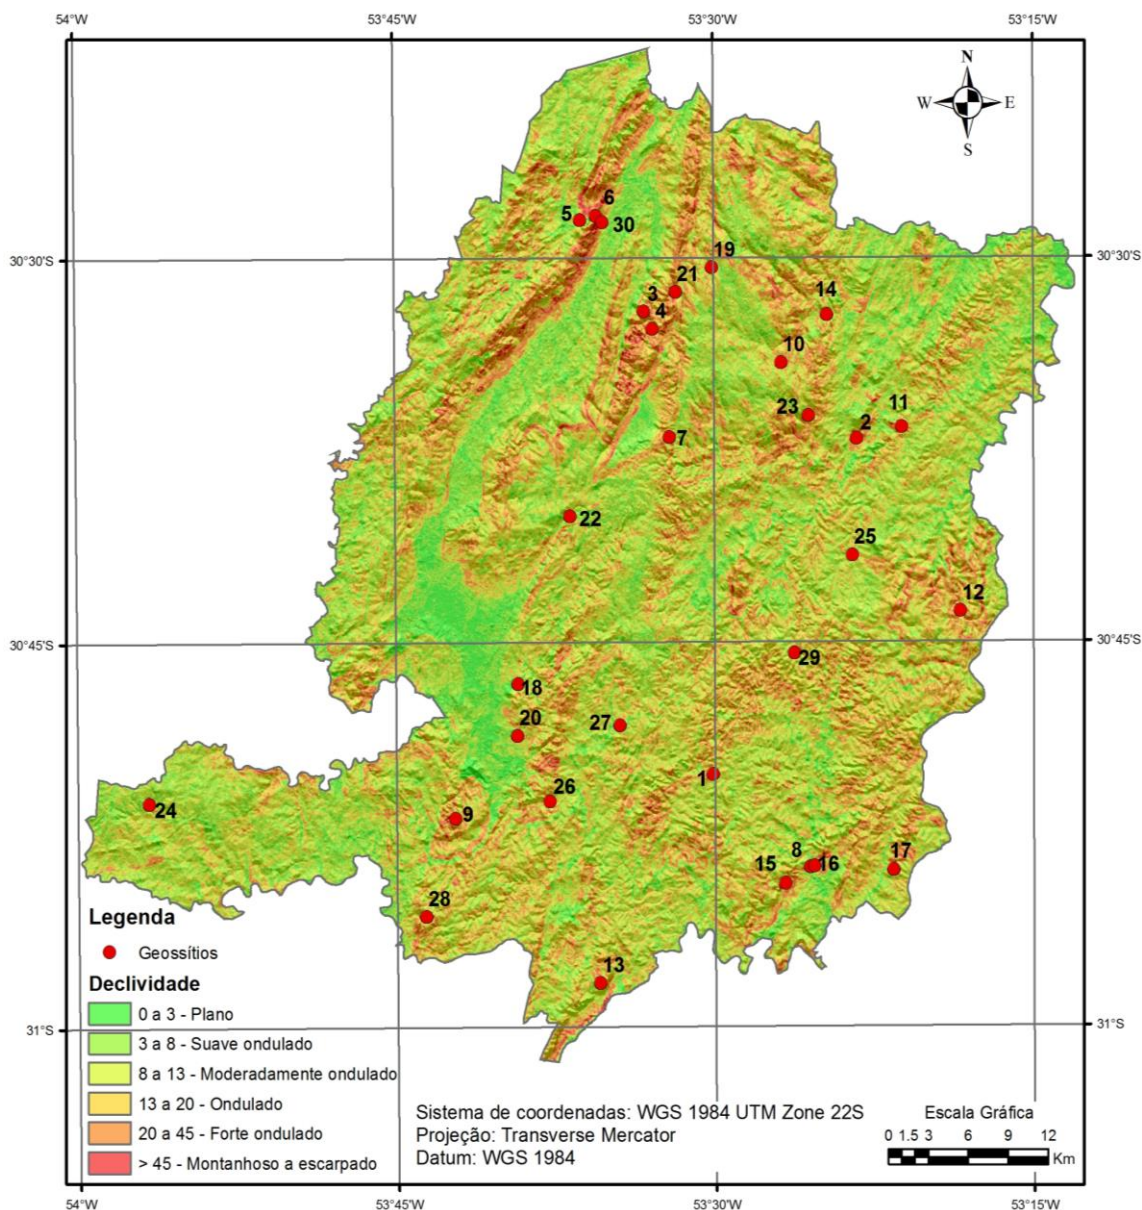 54°W 53°45'W 53°30'W 53°15'W
N
W E
S
6
5
30
30°30'S 30°30'S
19
21
3
14
4
10
23
2
11
7
22
25
12
30°45'S 30°45'S
29
18
20
27
1
26
24
9
8
16
17
15
28
13
Legenda
Geossítios
Declividade
0 a 3 - Plano
3 a 8 - Suave ondulado
8 a 13 - Moderadamente ondulado
13 a 20 - Ondulado
20 a 45 - Forte ondulado
> 45 - Montanhoso a escarpado
31°S 31°S
Sistema de coordenadas: WGS 1984 UTM Zone 22S
Projeção: Transverse Mercator
Datum: WGS 1984
Escala Gráfica
0 1.5 3 6 9 12
Km
54°W 53°45'W 53°30'W 53°15'W